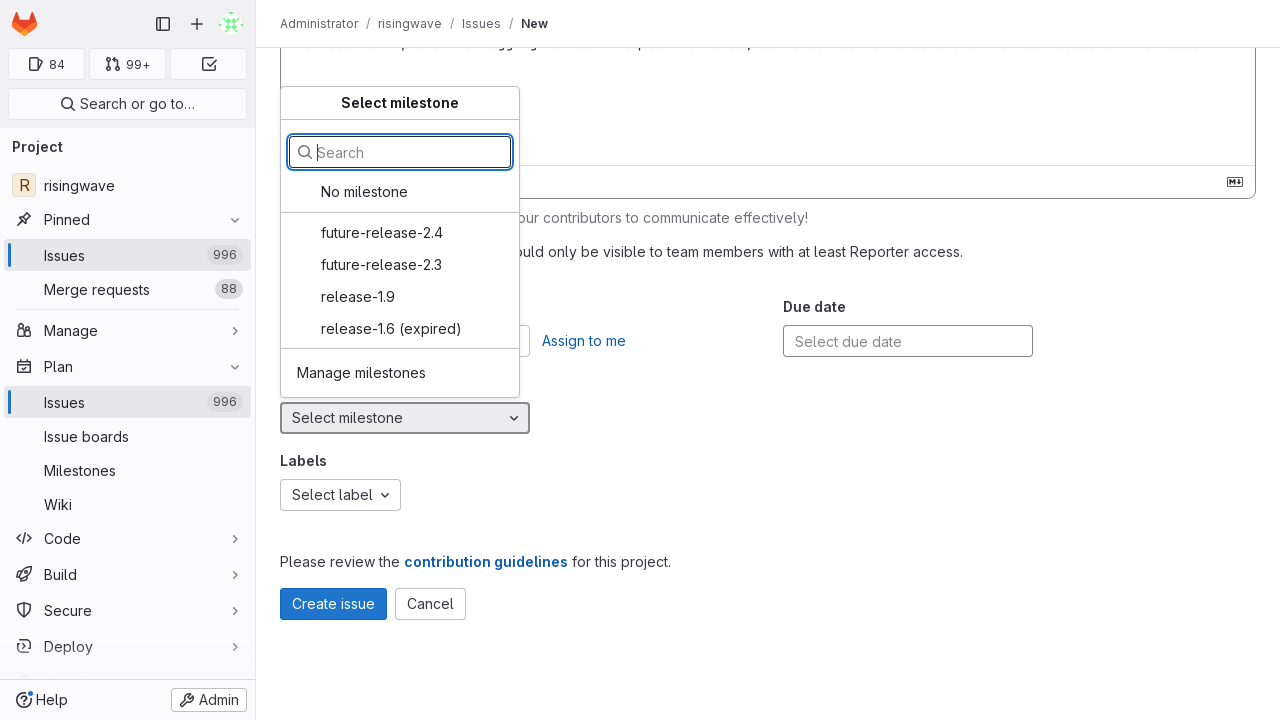 Administrator / risingwave / Issues / New
84
99+
Search or go to…
Project
R risingwave
Pinned
Issues 996
Merge requests 88
Manage
Plan
Issues 996
Issue boards
Milestones
Wiki
Code
Build
Secure
Deploy
Help
Admin
Select milestone
Search
No milestone
future-release-2.4
future-release-2.3
release-1.9
release-1.6 (expired)
Manage milestones
our contributors to communicate effectively!
ould only be visible to team members with at least Reporter access.
Due date
Assign to me
Select due date
Select milestone
Labels
Select label
Please review the contribution guidelines for this project.
Create issue
Cancel